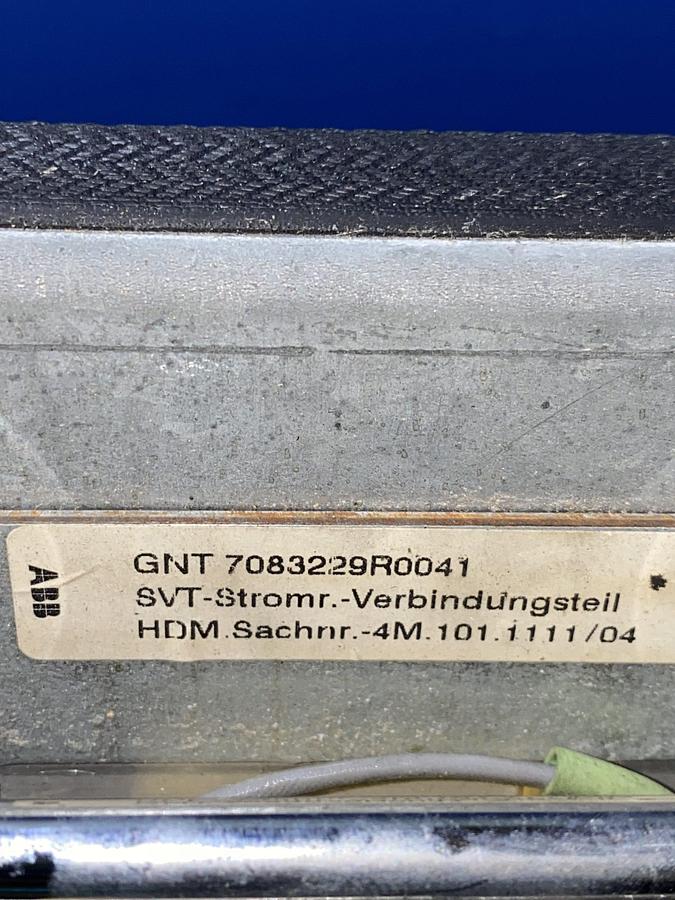 ABB
GNT 7083229R0041
SVT-Stromr.-Verbindungsteil
HDM.Sachnr.-4M.101.1111/04